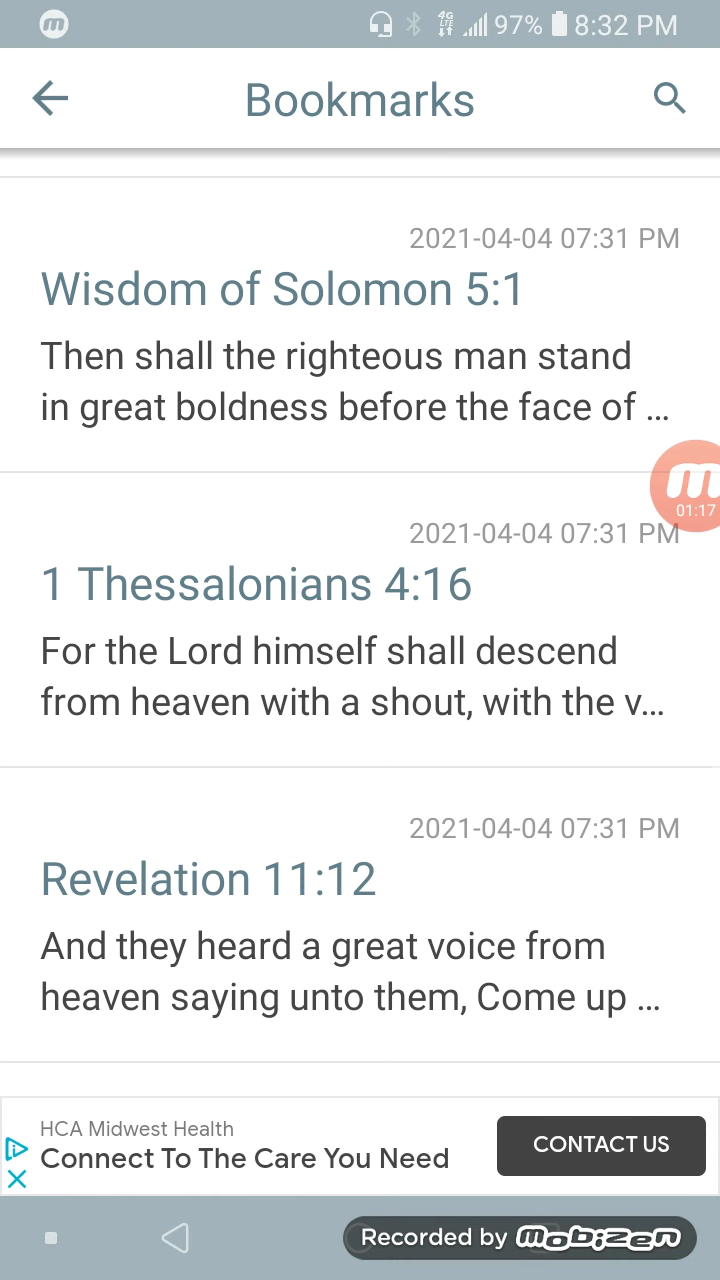 m
4G LTE 97% 8:32 PM
Bookmarks
2021-04-04 07:31 PM
Wisdom of Solomon 5:1
Then shall the righteous man stand
in great boldness before the face of ...
m
01:17
2021-04-04 07:31 PM
1 Thessalonians 4:16
For the Lord himself shall descend
from heaven with a shout, with the v...
2021-04-04 07:31 PM
Revelation 11:12
And they heard a great voice from
heaven saying unto them, Come up ...
HCA Midwest Health
Connect To The Care You Need
CONTACT US
Recorded by mobizen